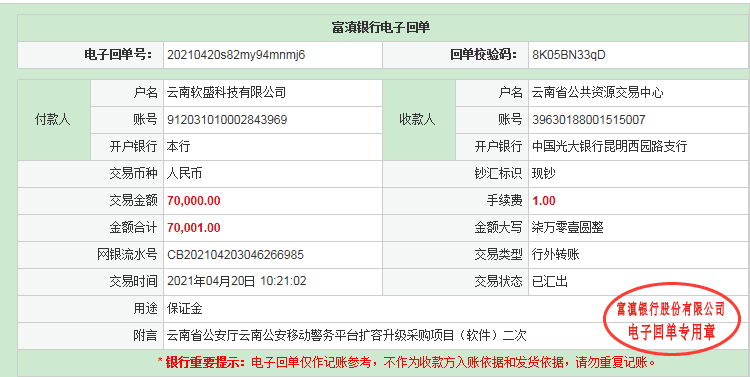 富滇银行电子回单
电子回单号： 20210420s82my94mnmj6 回单校验码： 8K05BN33qD
付款人 户名 云南软盛科技有限公司 收款人 户名 云南省公共资源交易中心
账号 912031010002843969 账号 39630188001515007
开户银行 本行 开户银行 中国光大银行昆明西园路支行
交易币种 人民币 钞汇标识 现钞
交易金额 70,000.00 手续费 1.00
金额合计 70,001.00 金额大写 柒万零壹圆整
网银流水号 CB202104203046266985 交易类型 行外转账
交易时间 2021年04月20日 10:21:02 交易状态 已汇出
用途 保证金
附言 云南省公安厅云南公安移动警务平台扩容升级采购项目（软件）二次
富滇银行股份有限公司
电子回单专用章
* 银行重要提示：电子回单仅作记账参考，不作为收款方入账依据和发货依据，请勿重复记账。